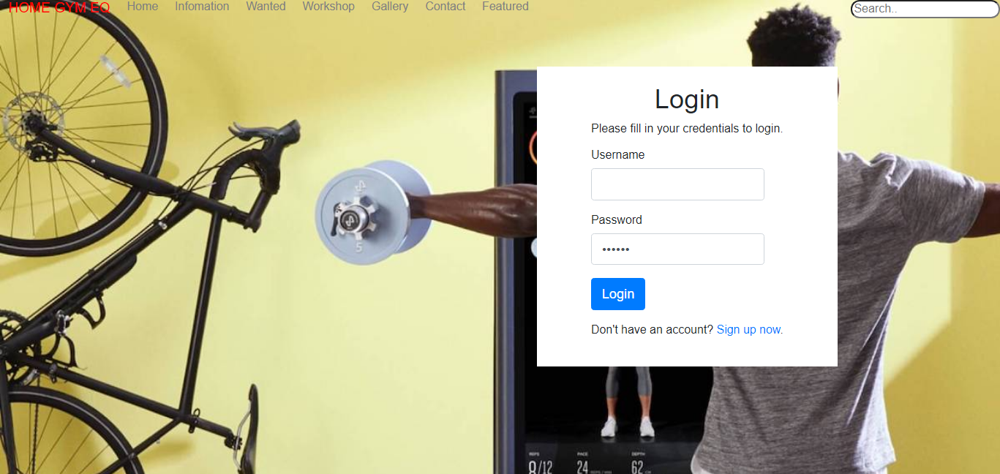 HOME GYM EQ Home Infomation Wanted Workshop Gallery Contact Featured Search..
Login
Please fill in your credentials to login.
Username
Password
••••••
Login
Don't have an account? Sign up now.
5
REPS PACE DEPTH
8/12 24 62